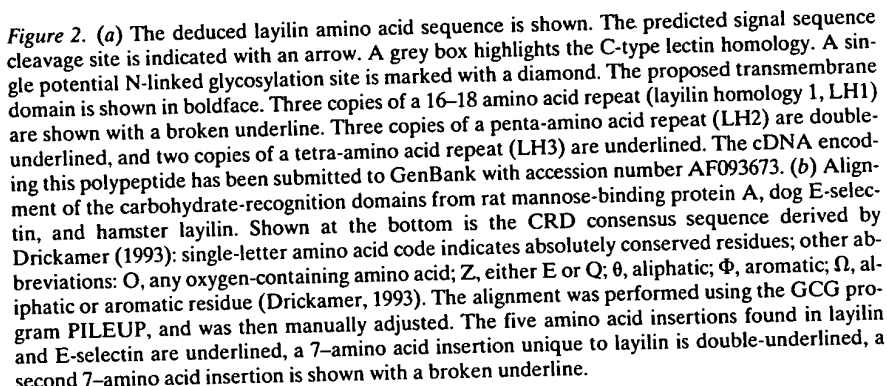 Figure 2. (a) The deduced layilin amino acid sequence is shown. The predicted signal sequence
cleavage site is indicated with an arrow. A grey box highlights the C-type lectin homology. A sin-
gle potential N-linked glycosylation site is marked with a diamond. The proposed transmembrane
domain is shown in boldface. Three copies of a 16–18 amino acid repeat (layilin homology 1, LH1)
are shown with a broken underline. Three copies of a penta-amino acid repeat (LH2) are double-
underlined, and two copies of a tetra-amino acid repeat (LH3) are underlined. The cDNA encod-
ing this polypeptide has been submitted to GenBank with accession number AF093673. (b) Align-
ment of the carbohydrate-recognition domains from rat mannose-binding protein A, dog E-selec-
tin, and hamster layilin. Shown at the bottom is the CRD consensus sequence derived by
Drickamer (1993): single-letter amino acid code indicates absolutely conserved residues; other ab-
breviations: O, any oxygen-containing amino acid; Z, either E or Q; θ, aliphatic; Φ, aromatic; Ω, al-
iphatic or aromatic residue (Drickamer, 1993). The alignment was performed using the GCG pro-
gram PILEUP, and was then manually adjusted. The five amino acid insertions found in layilin
and E-selectin are underlined, a 7–amino acid insertion unique to layilin is double-underlined, a
second 7–amino acid insertion is shown with a broken underline.